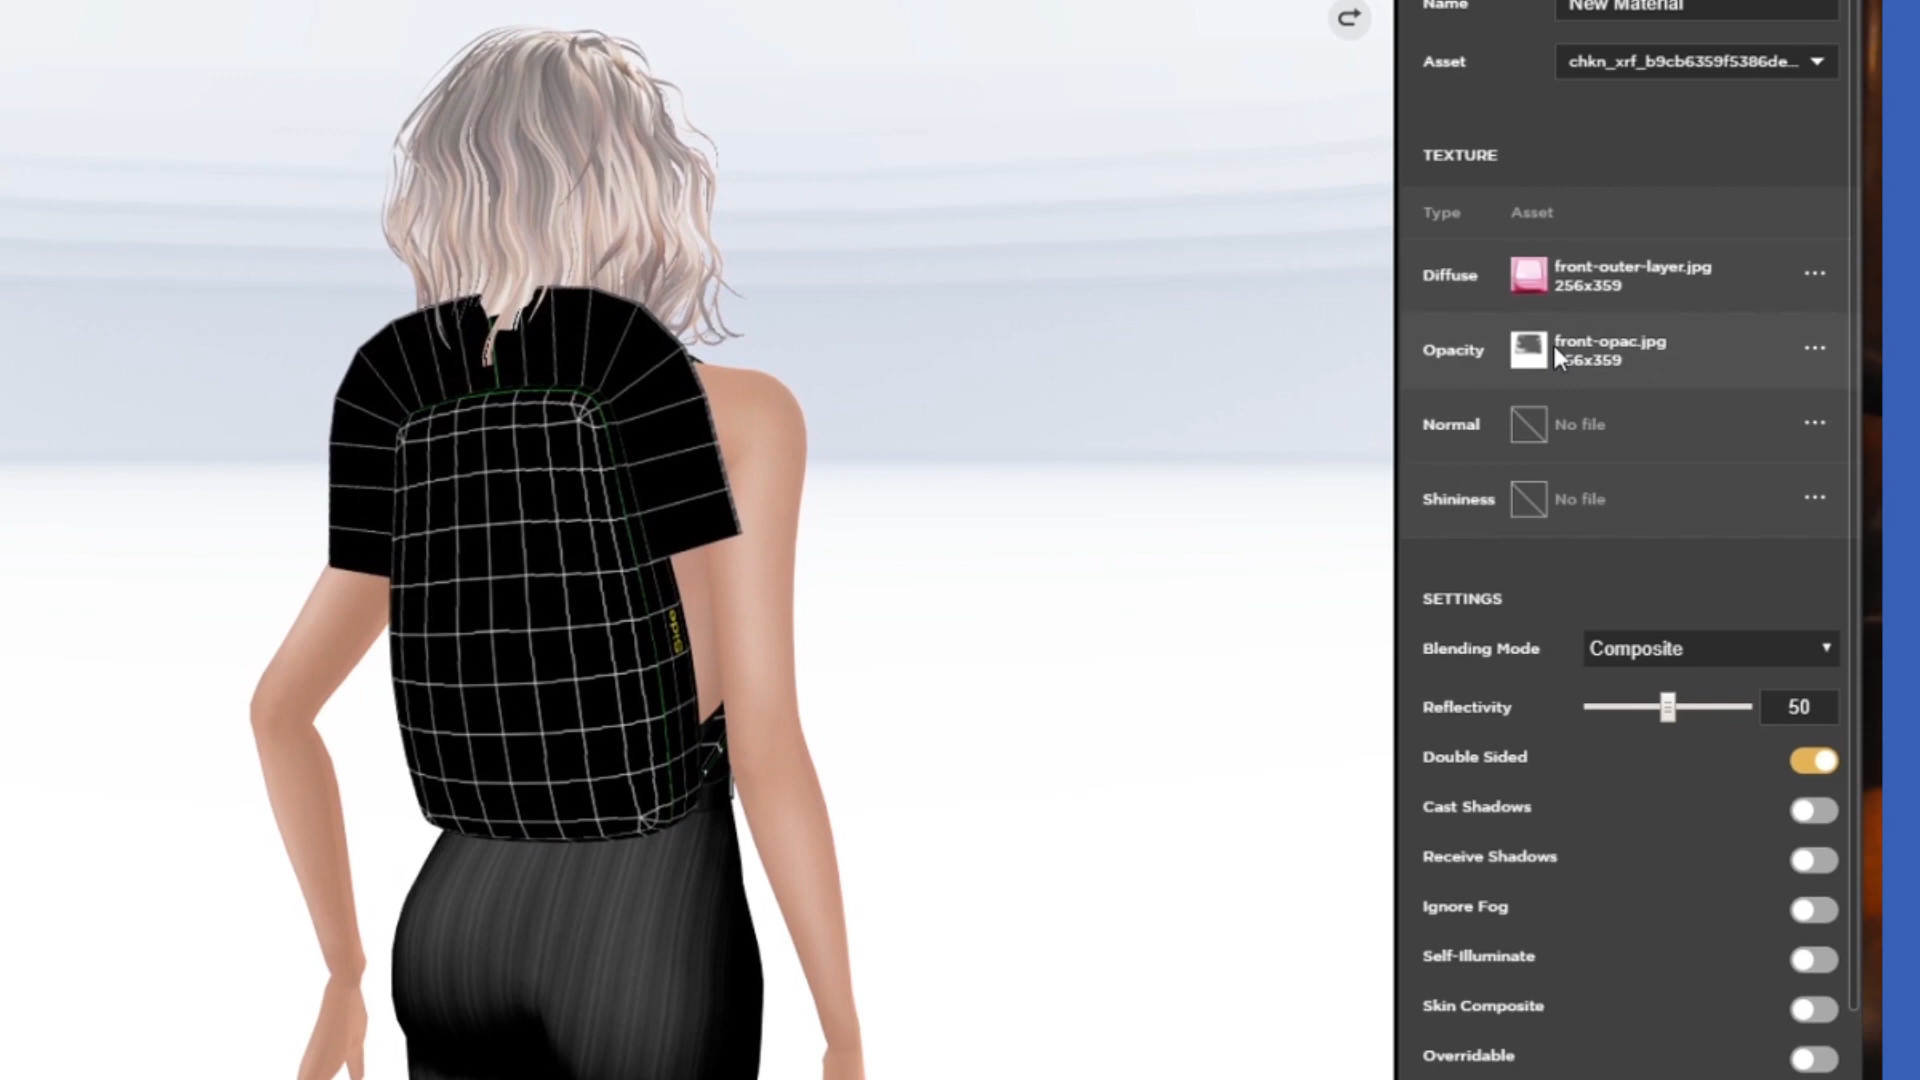 Name New Material
Asset chkn_xrf_b9cb6359f5386de...
TEXTURE
Type Asset
Diffuse front-outer-layer.jpg
256x359
Opacity front-opac.jpg
56x359
Normal No file
Shininess No file
SETTINGS
Blending Mode Composite
Reflectivity 50
Double Sided
Cast Shadows
Receive Shadows
Ignore Fog
Self-Illuminate
Skin Composite
Overridable
Side